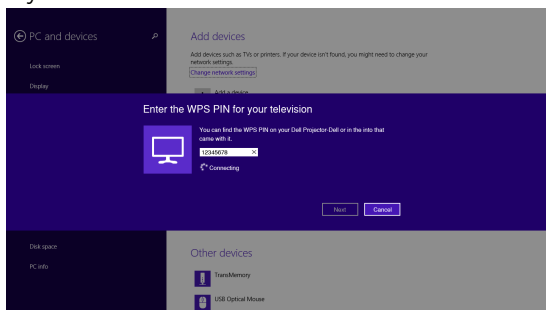 PC and devices
Lock screen
Display
Add devices
Add devices such as TVs or printers. If your device isn't found, you might need to change your
network settings.
Change network settings
Add a device
Enter the WPS PIN for your television
You can find the WPS PIN on your Dell Projector-Dell or in the into that
came with it.
12345678
Connecting
Next
Cancel
Disk space
PC info
Other devices
TransMemory
USB Optical Mouse